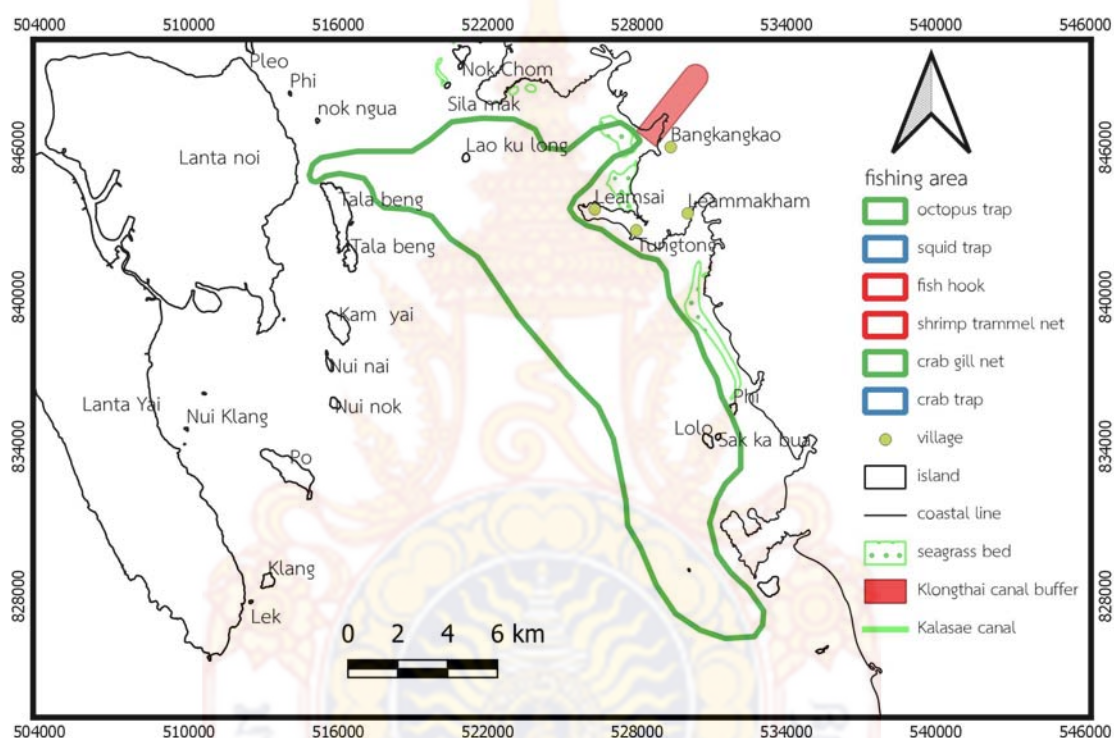 504000 510000 516000 522000 528000 534000 540000 546000
Pleo
Nok Chom
Phi
nok ngua
Sila mak
846000
Lanta noi
Lao ku long
Bangkangkao
846000
Tala beng
Learnsai
Leammakham
Tala beng
Tungtong
840000
Kam yai
840000
Nui nai
Lanta Yai
Nui Klang
Nui nok
Phi
Lolo
Sak ka bua
834000
Po
834000
Klang
828000
Lek
828000
0 2 4 6 km
fishing area
octopus trap
squid trap
fish hook
shrimp trammel net
crab gill net
crab trap
village
island
coastal line
seagrass bed
Klongthai canal buffer
Kalasae canal
504000 510000 516000 522000 528000 534000 540000 546000